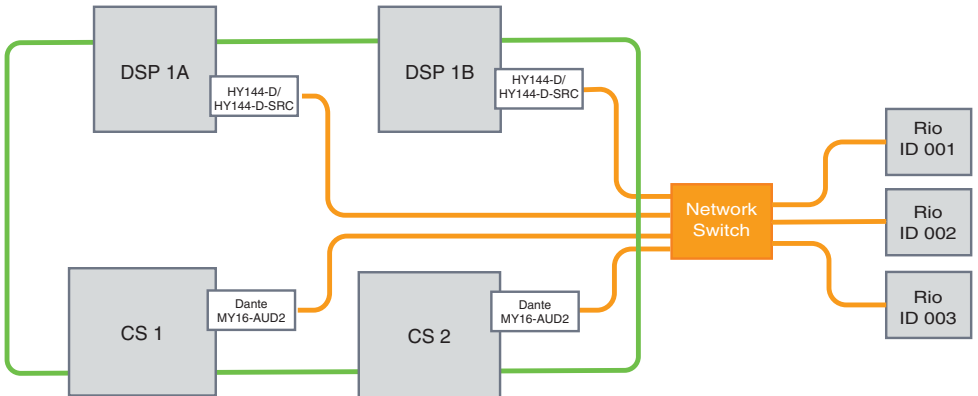 DSP 1A
HY144-D/
HY144-D-SRC
DSP 1B
HY144-D/
HY144-D-SRC
Rio
ID 001
Network
Switch
Rio
ID 002
CS 1
Dante
MY16-AUD2
CS 2
Dante
MY16-AUD2
Rio
ID 003